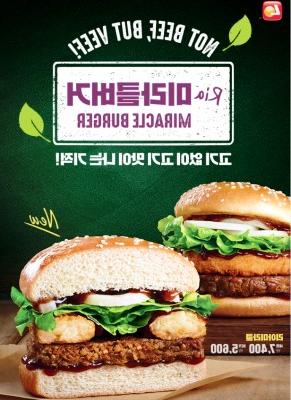 NOT BEEF, BUT VEEF!
Ria 미라클버거
MIRACLE BURGER
고기 없이 고기 맛이 나는 기적!
New
리아미라클
7,400 5,600